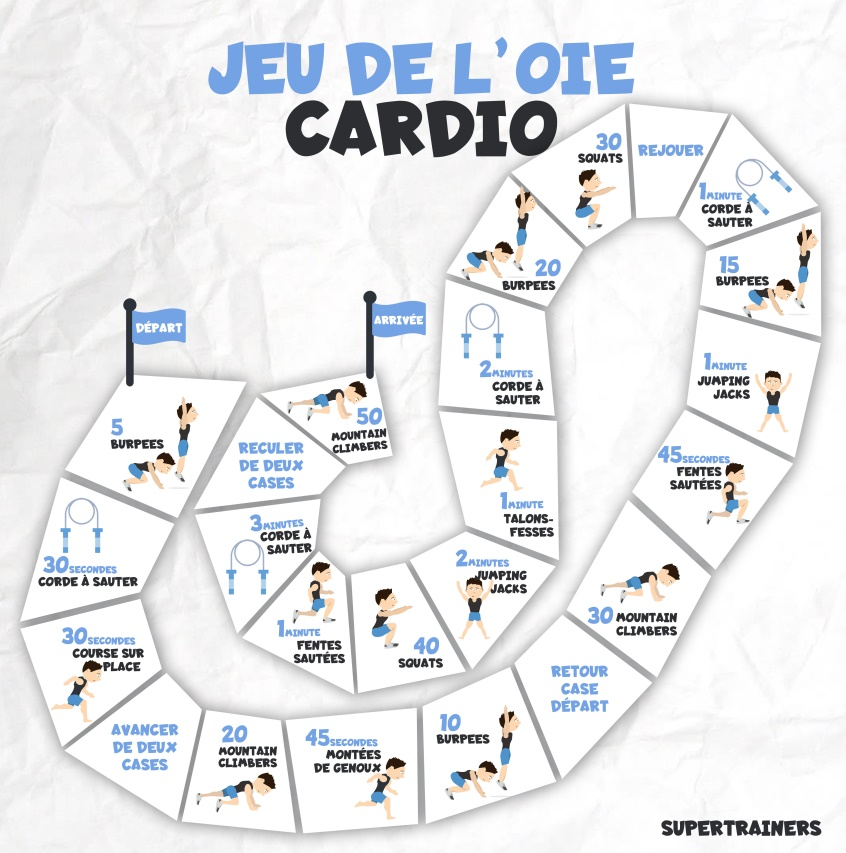 JEU DE L'OIE
CARDIO
DÉPART
ARRIVÉE
5
BURPEES
30 SECONDES
CORDE À SAUTER
30 SECONDES
COURSE SUR
PLACE
AVANCER
DE DEUX
CASES
20
MOUNTAIN
CLIMBERS
45 SECONDES
MONTÉES
DE GENOUX
10
BURPEES
RETOUR
CASE
DÉPART
30 MOUNTAIN
CLIMBERS
45 SECONDES
FENTES
SAUTÉES
1 MINUTE
JUMPING
JACKS
15
BURPEES
1 MINUTE
CORDE À
SAUTER
REJOUER
30
SQUATS
20
BURPEES
2 MINUTES
CORDE À
SAUTER
1 MINUTE
TALONS-
FESSES
2 MINUTES
JUMPING
JACKS
40
SQUATS
1 MINUTE
FENTES
SAUTÉES
3 MINUTES
CORDE À
SAUTER
RECULER
DE DEUX
CASES
50
MOUNTAIN
CLIMBERS
SUPERTRAINERS